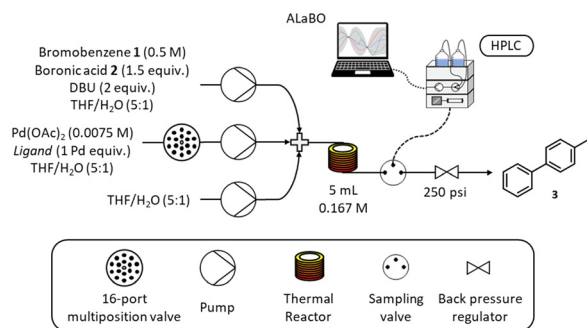 ALaBO
HPLC
Bromobenzene 1 (0.5 M)
Boronic acid 2 (1.5 equiv.)
DBU (2 equiv.)
THF/H₂O (5:1)
Pd(OAc)₂ (0.0075 M)
Ligand (1 Pd equiv.)
THF/H₂O (5:1)
THF/H₂O (5:1)
5 mL
0.167 M
250 psi
3
16-port
multiposition valve
Pump
Thermal
Reactor
Sampling
valve
Back pressure
regulator